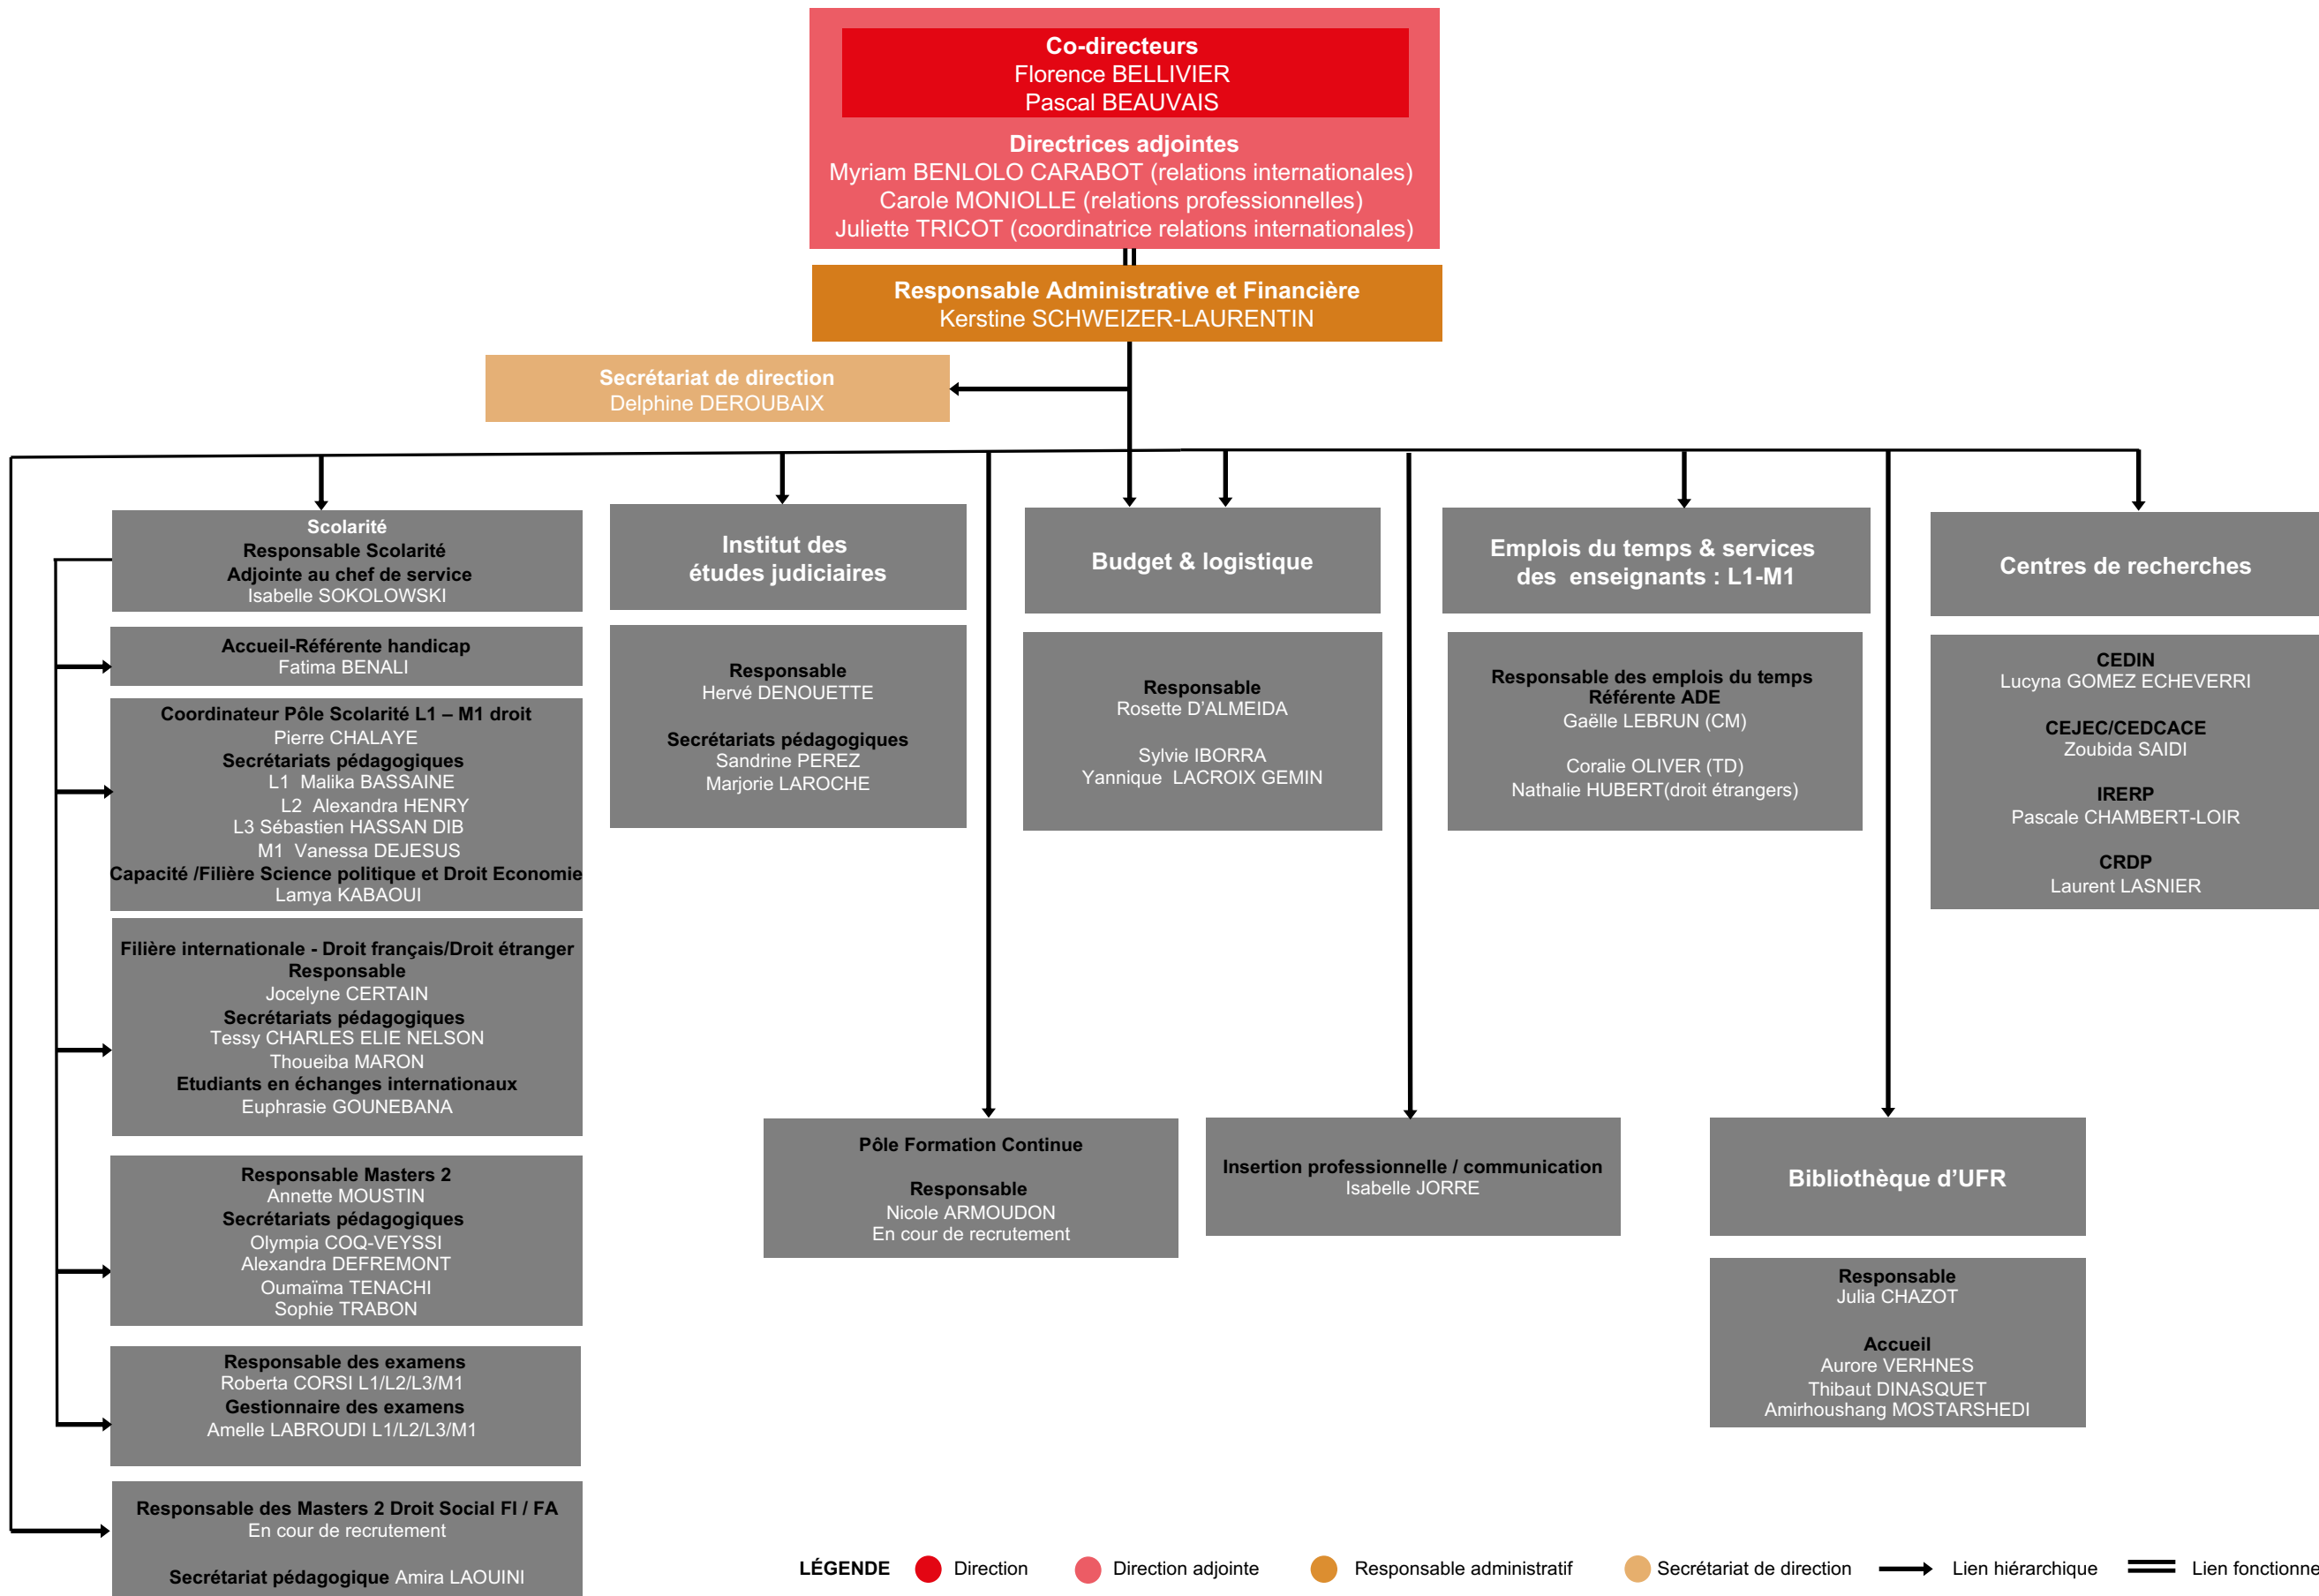 Co-directeurs
Florence BELLIVIER
Pascal BEAUVAIS
Directrices adjointes
Myriam BENLOLO CARABOT (relations internationales)
Carole MONIOLLE (relations professionnelles)
Juliette TRICOT (coordinatrice relations internationales)
Responsable Administrative et Financière
Kerstine SCHWEIZER-LAURENTIN
Secrétariat de direction
Delphine DEROUBAIX
Scolarité
Responsable Scolarité
Adjointe au chef de service
Isabelle SOKOLOWSKI
Accueil-Référente handicap
Fatima BENALI
Coordinateur Pôle Scolarité L1 – M1 droit
Pierre CHALAYE
Secrétariats pédagogiques
L1 Malika BASSAINE
L2 Alexandra HENRY
L3 Sébastien HASSAN DIB
M1 Vanessa DEJESUS
Capacité /Filière Science politique et Droit Economie
Lamya KABAOUI
Filière internationale - Droit français/Droit étranger
Responsable
Jocelyne CERTAIN
Secrétariats pédagogiques
Tessy CHARLES ELIE NELSON
Thoueiba MARON
Etudiants en échanges internationaux
Euphrasie GOUNEBANA
Responsable Masters 2
Annette MOUSTIN
Secrétariats pédagogiques
Olympia COQ-VEYSSI
Alexandra DEFREMONT
Oumaïma TENACHI
Sophie TRABON
Responsable des examens
Roberta CORSI L1/L2/L3/M1
Gestionnaire des examens
Amelle LABROUDI L1/L2/L3/M1
Responsable des Masters 2 Droit Social FI / FA
En cour de recrutement
Secrétariat pédagogique Amira LAOUINI
Institut des
études judiciaires
Responsable
Hervé DENOUETTE
Secrétariats pédagogiques
Sandrine PEREZ
Marjorie LAROCHE
Budget & logistique
Responsable
Rosette D'ALMEIDA
Sylvie IBORRA
Yannique LACROIX GEMIN
Emplois du temps & services
des enseignants : L1-M1
Responsable des emplois du temps
Référente ADE
Gaëlle LEBRUN (CM)
Coralie OLIVER (TD)
Nathalie HUBERT(droit étrangers)
Centres de recherches
CEDIN
Lucyna GOMEZ ECHEVERRI
CEJEC/CEDCACE
Zoubida SAIDI
IRERP
Pascale CHAMBERT-LOIR
CRDP
Laurent LASNIER
Pôle Formation Continue
Responsable
Nicole ARMOUDON
En cour de recrutement
Insertion professionnelle / communication
Isabelle JORRE
Bibliothèque d'UFR
Responsable
Julia CHAZOT
Accueil
Aurore VERHNES
Thibaut DINASQUET
Amirhoushang MOSTARSHEDI
LÉGENDE Direction Direction adjointe Responsable administratif Secrétariat de direction Lien hiérarchique Lien fonctionne